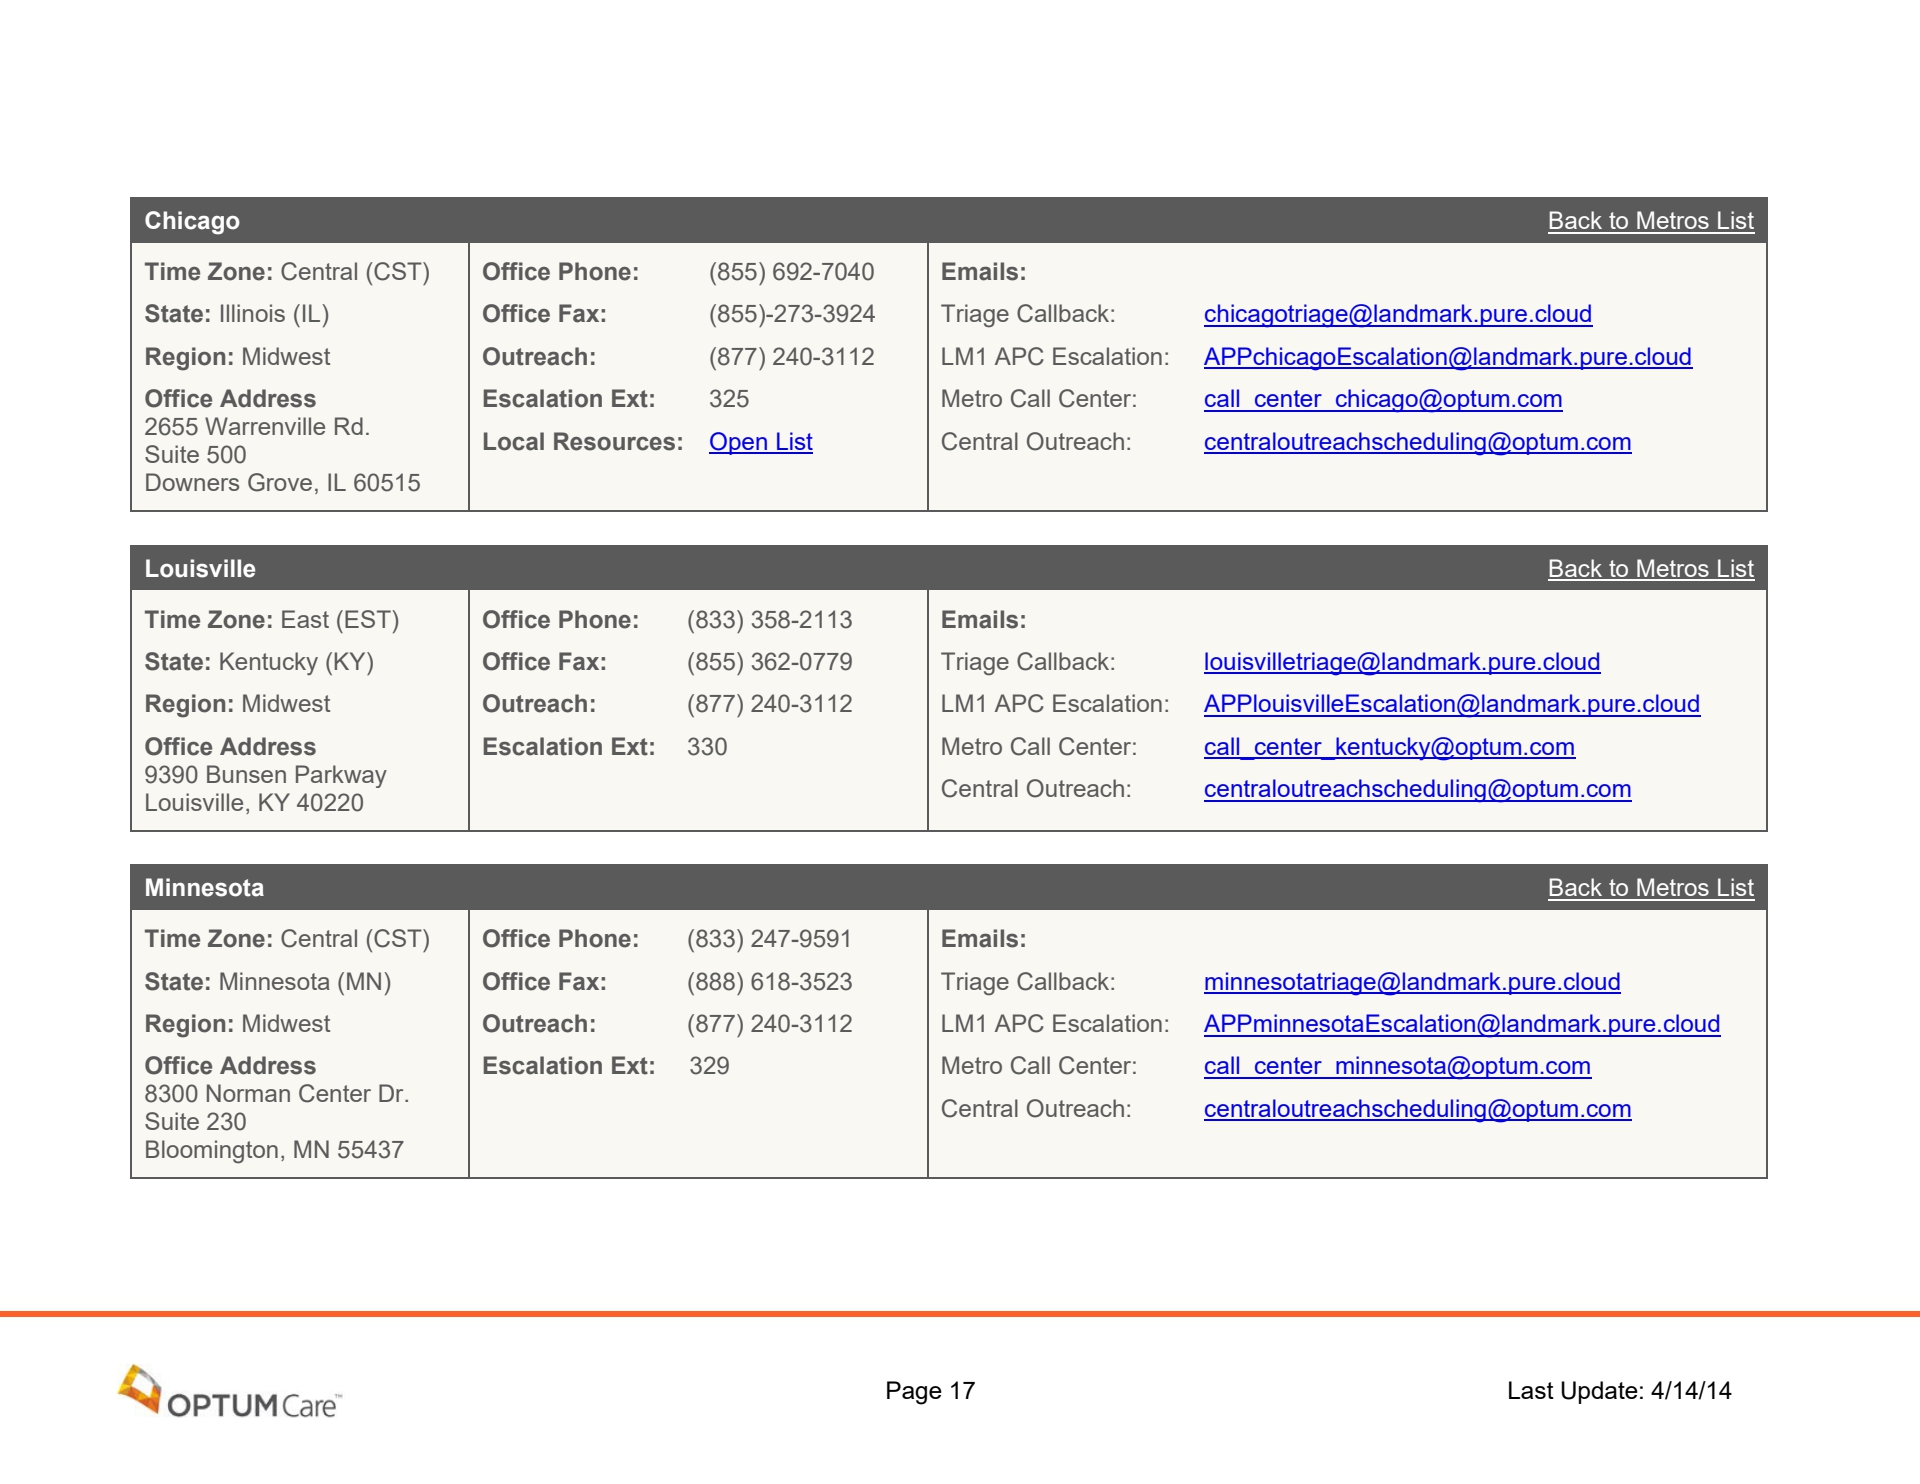 Chicago Back to Metros List
Time Zone: Central (CST)
State: Illinois (IL)
Region: Midwest
Office Address
2655 Warrenville Rd.
Suite 500
Downers Grove, IL 60515
Office Phone: (855) 692-7040
Office Fax: (855)-273-3924
Outreach: (877) 240-3112
Escalation Ext: 325
Local Resources: Open List
Emails:
Triage Callback: chicagotriage@landmark.pure.cloud
LM1 APC Escalation: APPchicagoEscalation@landmark.pure.cloud
Metro Call Center: call_center_chicago@optum.com
Central Outreach: centraloutreachscheduling@optum.com
Louisville Back to Metros List
Time Zone: East (EST)
State: Kentucky (KY)
Region: Midwest
Office Address
9390 Bunsen Parkway
Louisville, KY 40220
Office Phone: (833) 358-2113
Office Fax: (855) 362-0779
Outreach: (877) 240-3112
Escalation Ext: 330
Emails:
Triage Callback: louisvilletriage@landmark.pure.cloud
LM1 APC Escalation: APPlouisvilleEscalation@landmark.pure.cloud
Metro Call Center: call_center_kentucky@optum.com
Central Outreach: centraloutreachscheduling@optum.com
Minnesota Back to Metros List
Time Zone: Central (CST)
State: Minnesota (MN)
Region: Midwest
Office Address
8300 Norman Center Dr.
Suite 230
Bloomington, MN 55437
Office Phone: (833) 247-9591
Office Fax: (888) 618-3523
Outreach: (877) 240-3112
Escalation Ext: 329
Emails:
Triage Callback: minnesotatriage@landmark.pure.cloud
LM1 APC Escalation: APPminnesotaEscalation@landmark.pure.cloud
Metro Call Center: call_center_minnesota@optum.com
Central Outreach: centraloutreachscheduling@optum.com
OPTUM Care™ Page 17 Last Update: 4/14/14